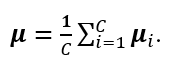 μ = 1/C ∑_{i=1}^{C} μ_i.